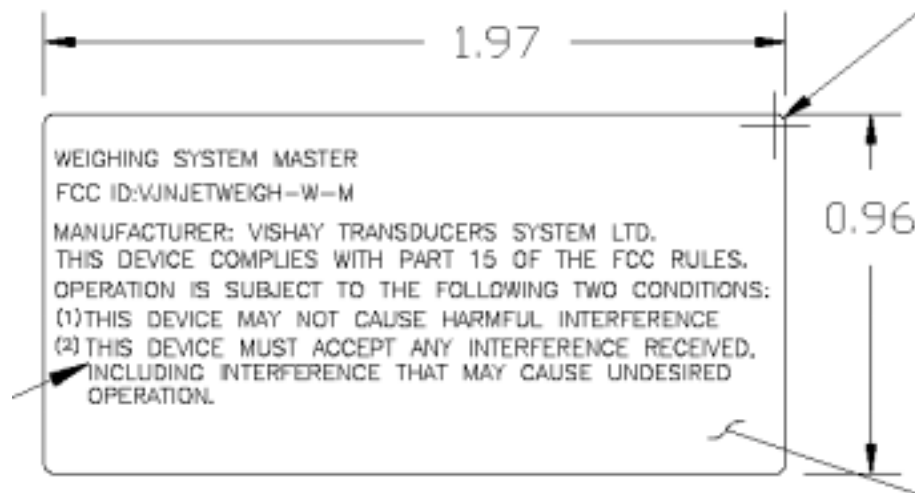 1.97
WEIGHING SYSTEM MASTER
FCC ID:VJNJETWEIGH-W-M
0.96
MANUFACTURER: VISHAY TRANSDUCERS SYSTEM LTD.
THIS DEVICE COMPLIES WITH PART 15 OF THE FCC RULES.
OPERATION IS SUBJECT TO THE FOLLOWING TWO CONDITIONS:
(1) THIS DEVICE MAY NOT CAUSE HARMFUL INTERFERENCE
(2) THIS DEVICE MUST ACCEPT ANY INTERFERENCE RECEIVED,
INCLUDING INTERFERENCE THAT MAY CAUSE UNDESIRED
OPERATION.